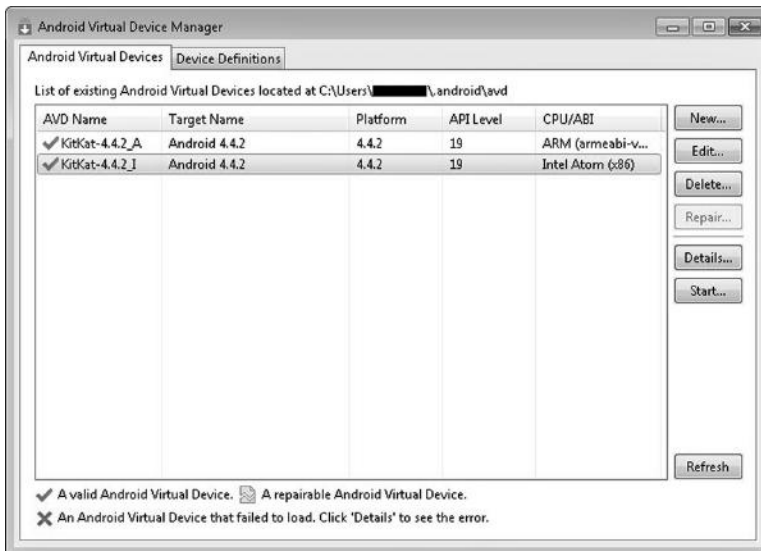 Android Virtual Device Manager
Android Virtual Devices Device Definitions
List of existing Android Virtual Devices located at C:\Users\ \.android\avd
AVD Name Target Name Platform API Level CPU/ABI
KitKat-4.4.2_A Android 4.4.2 4.4.2 19 ARM (armeabi-v...
KitKat-4.4.2_I Android 4.4.2 4.4.2 19 Intel Atom (x86)
New...
Edit...
Delete...
Repair...
Details...
Start...
Refresh
A valid Android Virtual Device. A repairable Android Virtual Device.
An Android Virtual Device that failed to load. Click 'Details' to see the error.